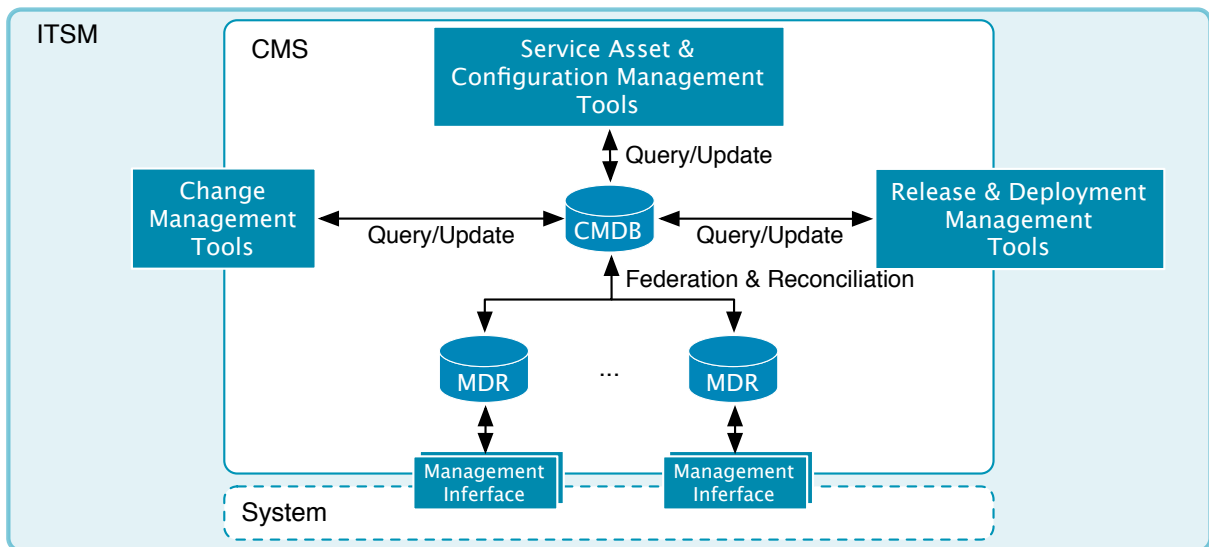 ITSM
CMS
Service Asset &
Configuration Management
Tools
Query/Update
Change
Management
Tools
Query/Update
CMDB
Query/Update
Release & Deployment
Management
Tools
Federation & Reconciliation
MDR
...
MDR
Management
Inferface
Management
Inferface
System